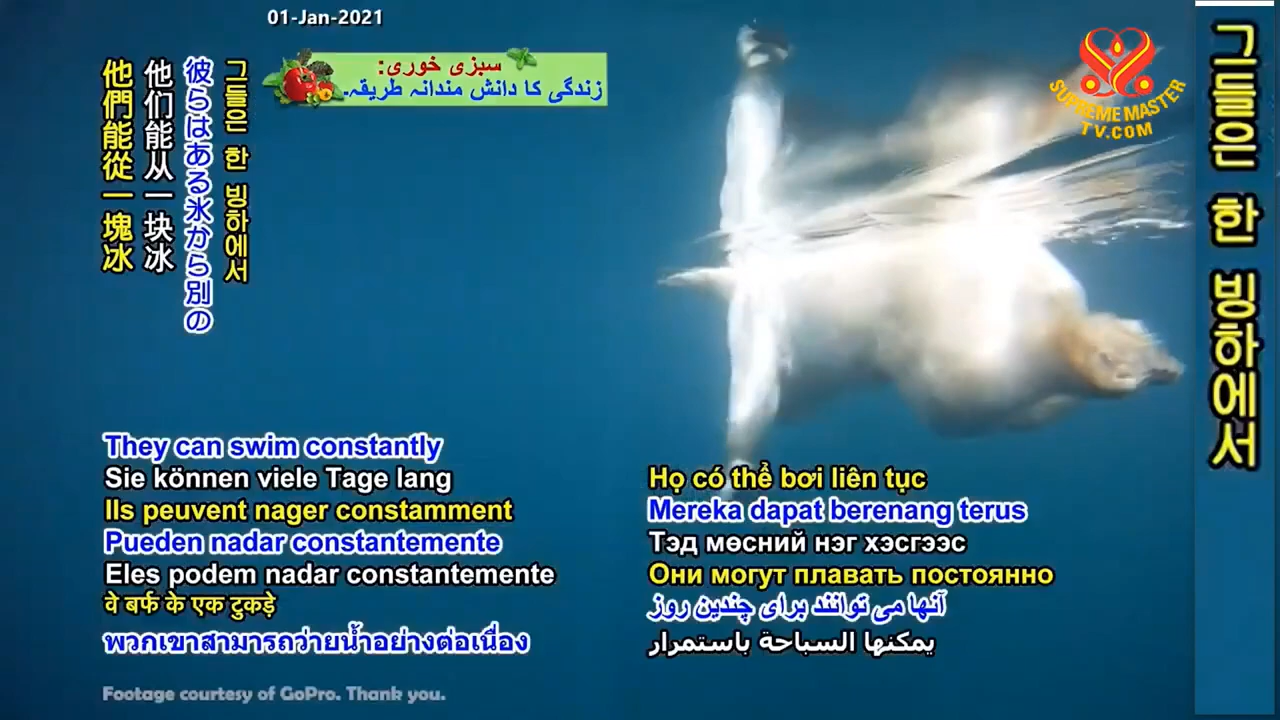 01-Jan-2021
سبزی خوری:
زندگی کا دانش مندانہ طریقہ۔
SUPREME MASTER
TV.COM
그들은 한 빙하에서
그들은 한 빙하에서
彼らはある氷から別の
他们能从一块冰
他們能從一塊冰
They can swim constantly
Sie können viele Tage lang
Ils peuvent nager constamment
Pueden nadar constantemente
Eles podem nadar constantemente
वे बर्फ के एक टुकड़े
พวกเขาสามารถว่ายน้ำอย่างต่อเนื่อง
Họ có thể bơi liên tục
Mereka dapat berenang terus
Тэд мөсний нэг хэсгээс
Они могут плавать постоянно
آنها می توانند برای چندین روز
يمكنها السباحة باستمرار
Footage courtesy of GoPro. Thank you.